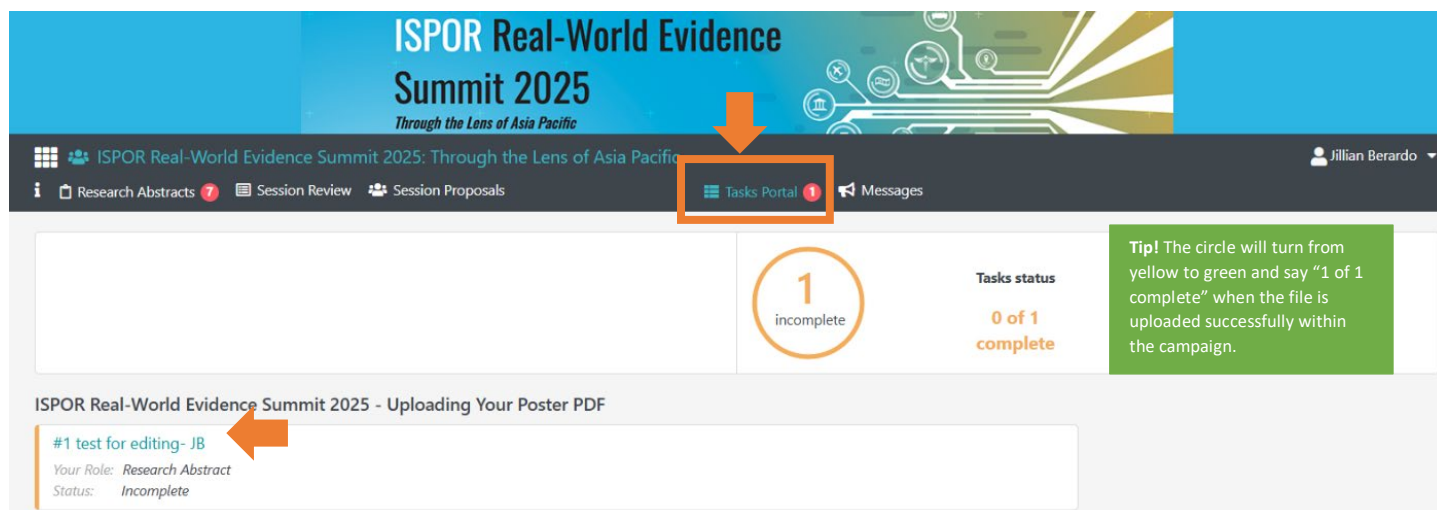 ISPOR Real-World Evidence
Summit 2025
Through the Lens of Asia Pacific
ISPOR Real-World Evidence Summit 2025: Through the Lens of Asia Pacific
Jillian Berardo
Research Abstracts 7 Session Review Session Proposals Tasks Portal 1 Messages
1
incomplete
Tasks status
0 of 1
complete
Tip! The circle will turn from
yellow to green and say “1 of 1
complete” when the file is
uploaded successfully within
the campaign.
ISPOR Real-World Evidence Summit 2025 - Uploading Your Poster PDF
#1 test for editing- JB
Your Role: Research Abstract
Status: Incomplete